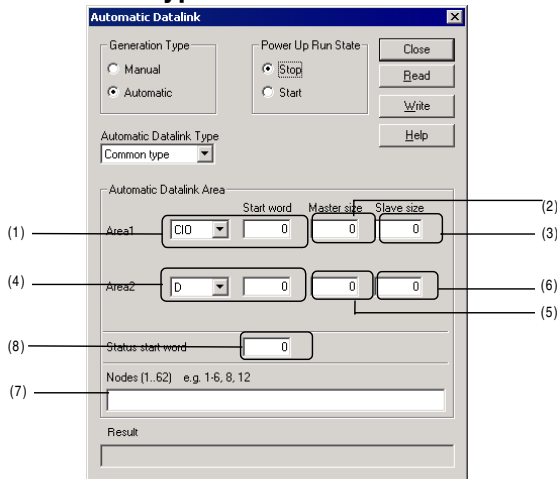 Automatic Datalink
Generation Type
Manual
Automatic
Power Up Run State
Stop
Start
Close
Read
Write
Help
Automatic Datalink Type
Common type
Automatic Datalink Area
Start word Master size Slave size
(2)
(1) Area1 CIO 0 0 0 (3)
(4) Area2 D 0 0 0 (6)
(5)
(8) Status start word 0
Nodes (1..62) e.g. 1-6, 8, 12
(7)
Result